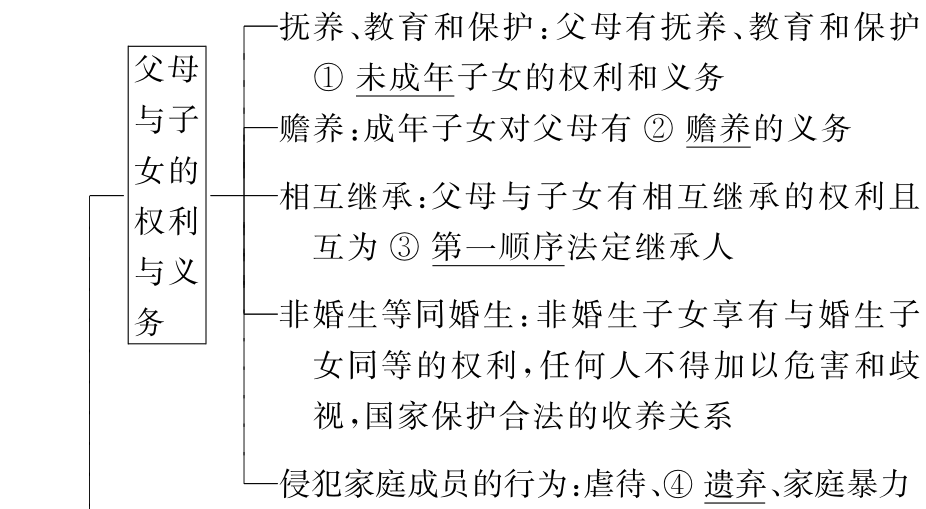 父母
与子
女的
权利
与义
务
抚养、教育和保护：父母有抚养、教育和保护
① 未成年子女的权利和义务
赡养：成年子女对父母有 ② 赡养的义务
相互继承：父母与子女有相互继承的权利且
互为 ③ 第一顺序法定继承人
非婚生等同婚生：非婚生子女享有与婚生子
女同等的权利，任何人不得加以危害和歧
视，国家保护合法的收养关系
侵犯家庭成员的行为：虐待、④ 遗弃、家庭暴力